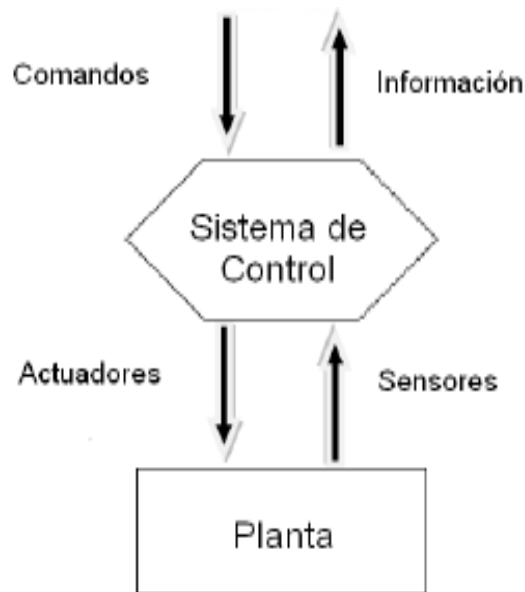 Comandos
Información
Sistema de
Control
Actuadores
Sensores
Planta